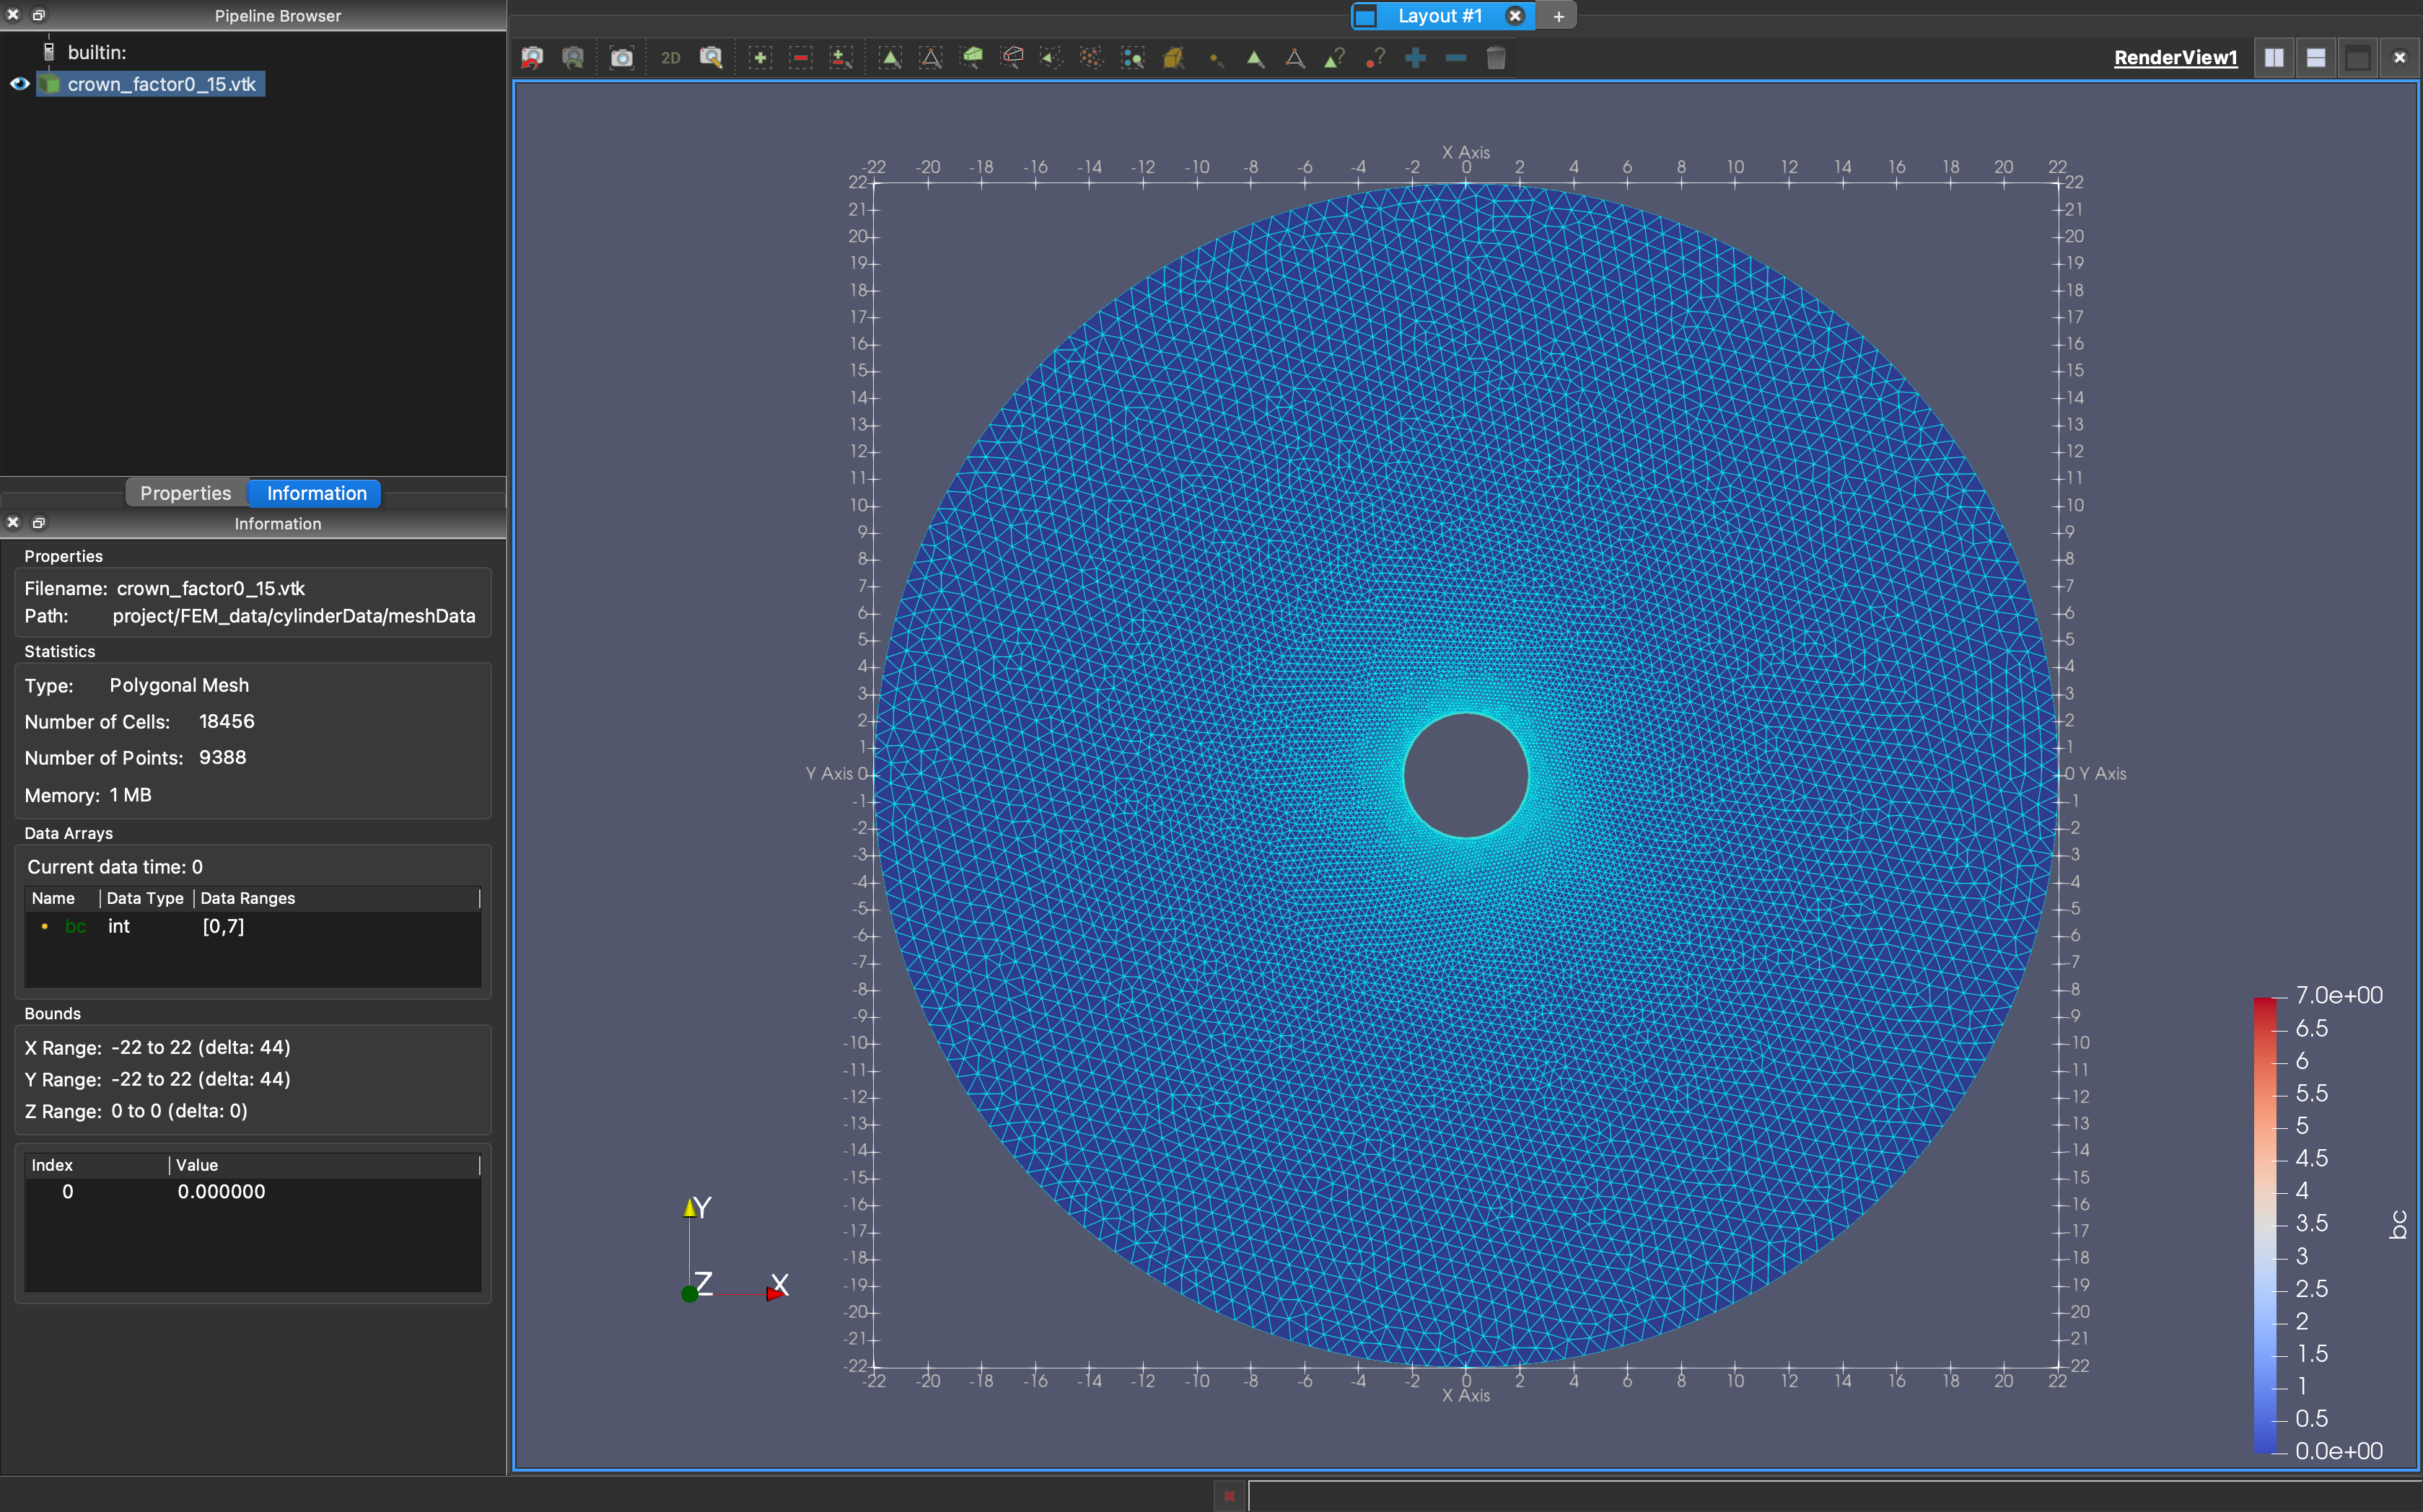 Pipeline Browser
builtin:
crown_factor0_15.vtk
Properties
Information
Information
Properties
Filename: crown_factor0_15.vtk
Path: project/FEM_data/cylinderData/meshData
Statistics
Type: Polygonal Mesh
Number of Cells: 18456
Number of Points: 9388
Memory: 1 MB
Data Arrays
Current data time: 0
Name Data Type Data Ranges
bc int [0,7]
Bounds
X Range: -22 to 22 (delta: 44)
Y Range: -22 to 22 (delta: 44)
Z Range: 0 to 0 (delta: 0)
Index Value
0 0.000000
Layout #1
+
2D
RenderView1
X Axis
-22 -20 -18 -16 -14 -12 -10 -8 -6 -4 -2 0 2 4 6 8 10 12 14 16 18 20 22
22 22
21 21
20 20
19 19
18 18
17 17
16 16
15 15
14 14
13 13
12 12
11 11
10 10
9 9
8 8
7 7
6 6
5 5
4 4
3 3
2 2
1 1
Y Axis 0 0 Y Axis
-1 -1
-2 -2
-3 -3
-4 -4
-5 -5
-6 -6
-7 -7
-8 -8
-9 -9
-10 -10
-11 -11
-12 -12
-13 -13
-14 -14
-15 -15
-16 -16
-17 -17
-18 -18
-19 -19
-20 -20
-21 -21
-22 -22
-22 -20 -18 -16 -14 -12 -10 -8 -6 -4 -2 0 2 4 6 8 10 12 14 16 18 20 22
X Axis
Y
Z
X
7.0e+00
6.5
6
5.5
5
4.5
4
3.5
3
2.5
2
1.5
1
0.5
0.0e+00
bc